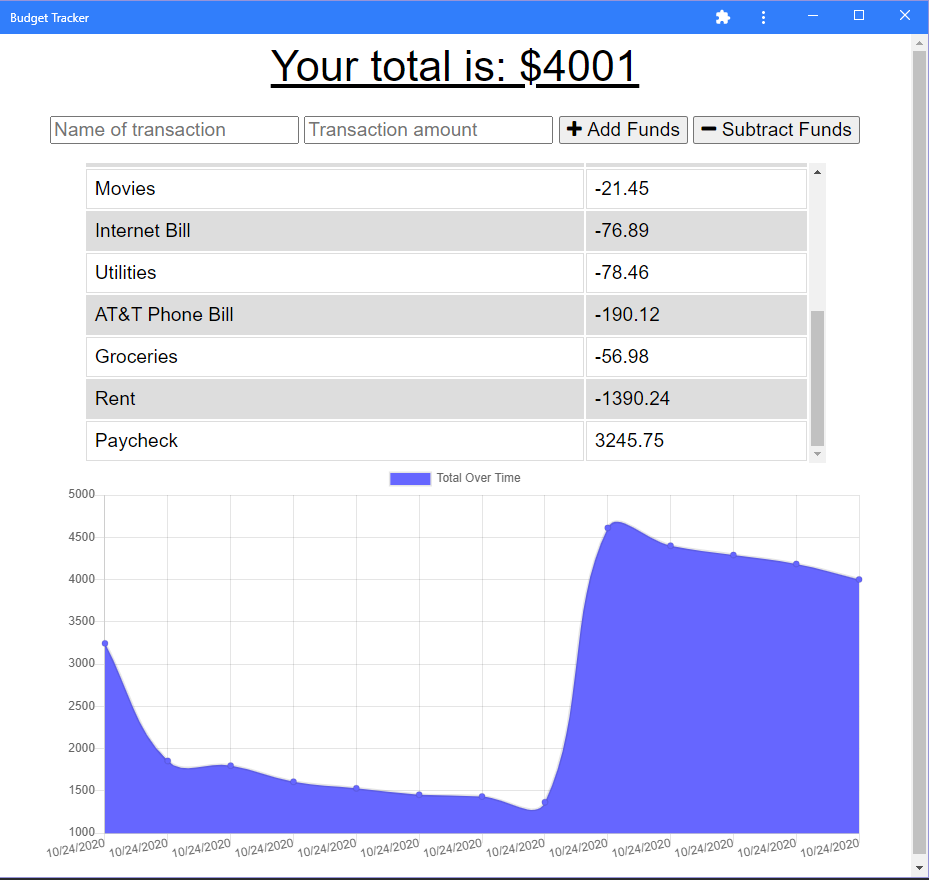 Budget Tracker
Your total is: $4001
Name of transaction Transaction amount Add Funds Subtract Funds
Movies -21.45
Internet Bill -76.89
Utilities -78.46
AT&T Phone Bill -190.12
Groceries -56.98
Rent -1390.24
Paycheck 3245.75
Total Over Time
5000
4500
4000
3500
3000
2500
2000
1500
1000
10/24/2020 10/24/2020 10/24/2020 10/24/2020 10/24/2020 10/24/2020 10/24/2020 10/24/2020 10/24/2020 10/24/2020 10/24/2020 10/24/2020 10/24/2020